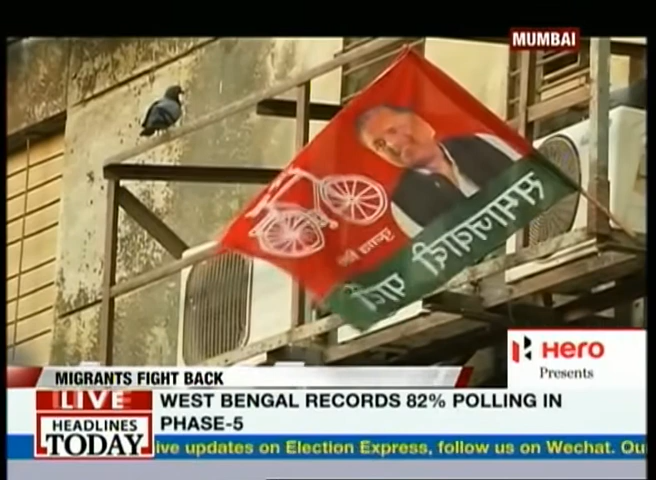 MUMBAI
HERO
Presents
MIGRANTS FIGHT BACK
LIVE
HEADLINES
TODAY
WEST BENGAL RECORDS 82% POLLING IN
PHASE-5
ive updates on Election Express, follow us on Wechat. Ou